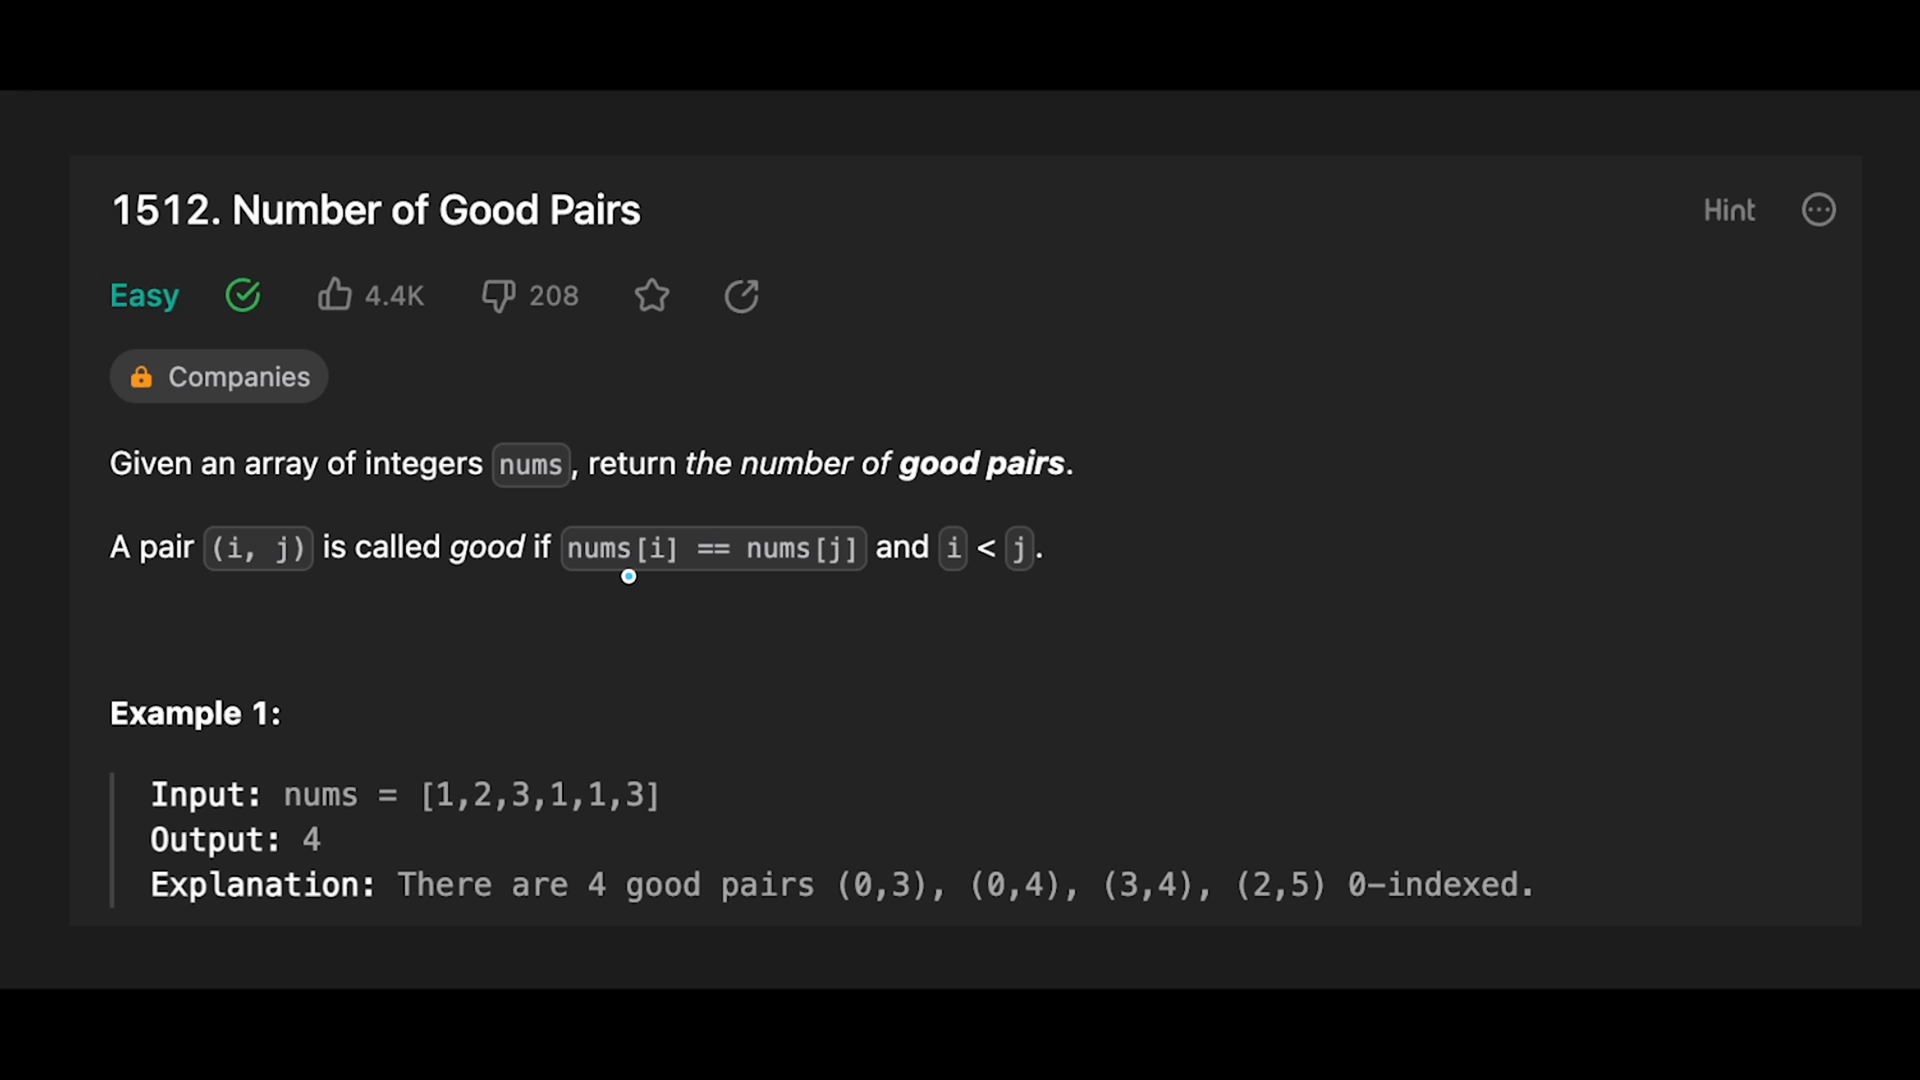 1512. Number of Good Pairs
Hint
Easy 4.4K 208
Companies
Given an array of integers nums, return the number of good pairs.
A pair (i, j) is called good if nums[i] == nums[j] and i < j.
Example 1:
Input: nums = [1,2,3,1,1,3]
Output: 4
Explanation: There are 4 good pairs (0,3), (0,4), (3,4), (2,5) 0-indexed.